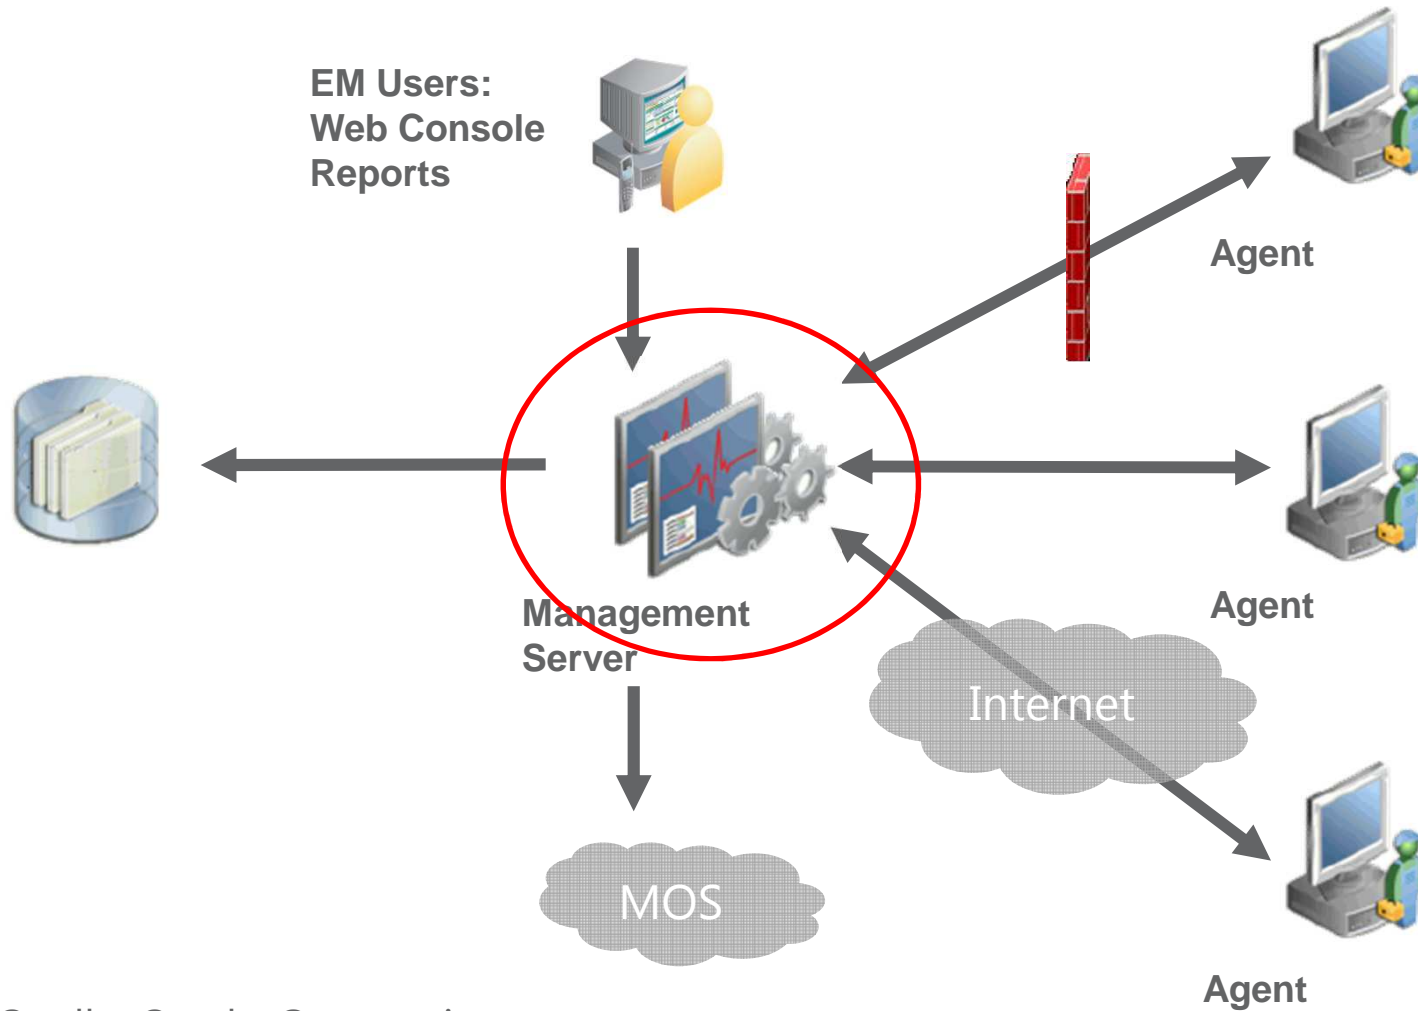 EM Users:
Web Console
Reports
Agent
Management
Server
Agent
Internet
MOS
Agent